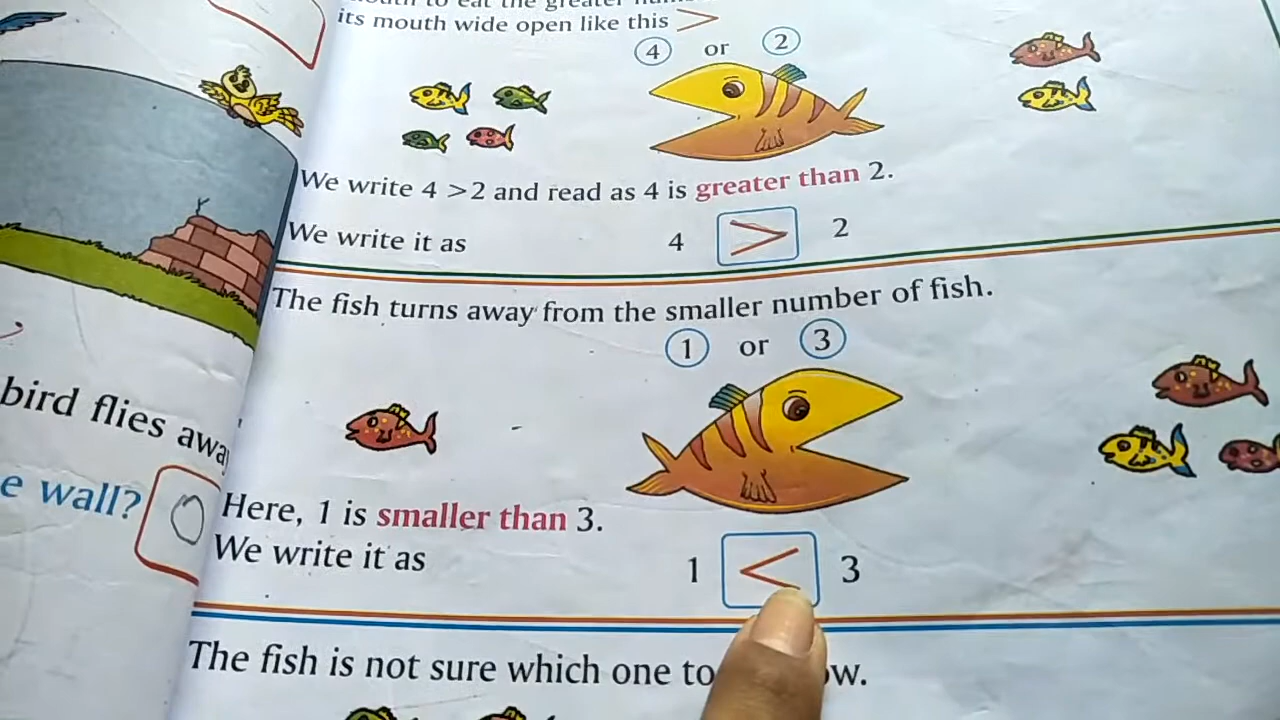 its mouth wide open like this >
4 or 2
We write 4 >2 and read as 4 is greater than 2.
We write it as 4 > 2
The fish turns away from the smaller number of fish.
1 or 3
Here, 1 is smaller than 3.
We write it as 1 < 3
The fish is not sure which one to
bird flies away
e wall? 0